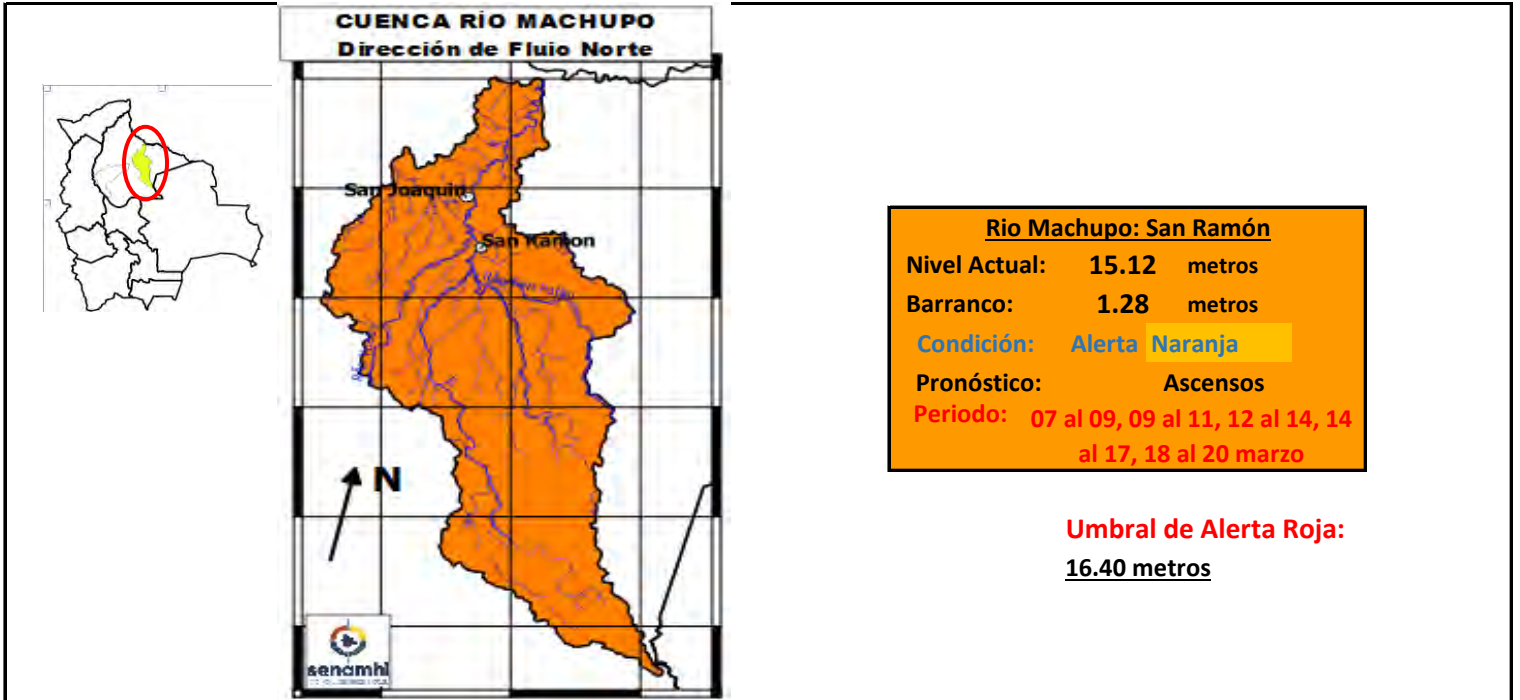 CUENCA RÍO MACHUPO
Dirección de Flujo Norte
San Joaquin
San Ramon
N
senamhi
Rio Machupo: San Ramón
Nivel Actual: 15.12 metros
Barranco: 1.28 metros
Condición: Alerta Naranja
Pronóstico: Ascensos
Periodo: 07 al 09, 09 al 11, 12 al 14, 14
al 17, 18 al 20 marzo
Umbral de Alerta Roja:
16.40 metros